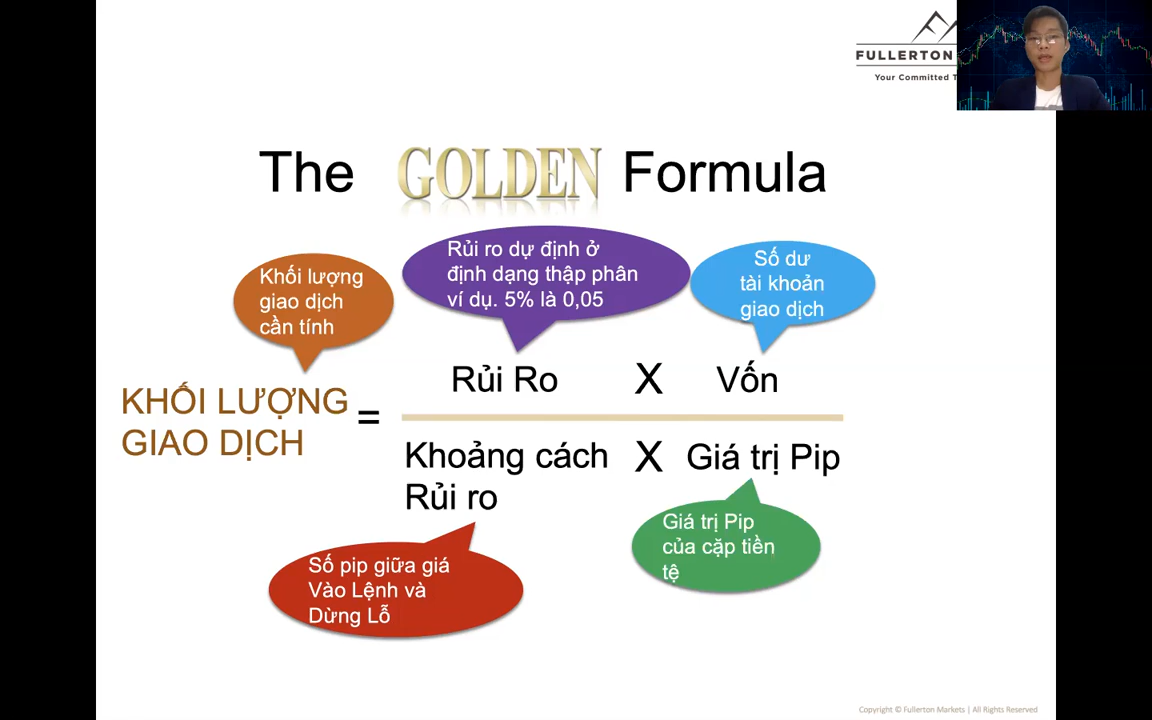 FULLERTON
Your Committed
The GOLDEN Formula
Khối lượng
giao dịch
cần tính
Rủi ro dự định ở
định dạng thập phân
ví dụ. 5% là 0,05
Số dư
tài khoản
giao dịch
KHỐI LƯỢNG
GIAO DỊCH
=
Rủi Ro X Vốn
Khoảng cách X Giá trị Pip
Rủi ro
Số pip giữa giá
Vào Lệnh và
Dừng Lỗ
Giá trị Pip
của cặp tiền
tệ
Copyright © Fullerton Markets | All Rights Reserved